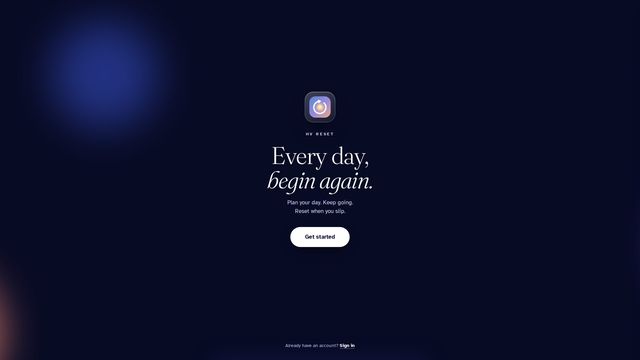 HV RESET
Every day,
begin again.
Plan your day. Keep going.
Reset when you slip.
Get started
Already have an account? Sign in